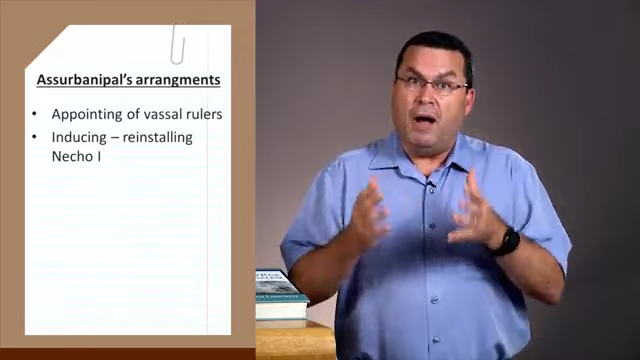 Assurbanipal's arrangments
• Appointing of vassal rulers
• Inducing – reinstalling
Necho I